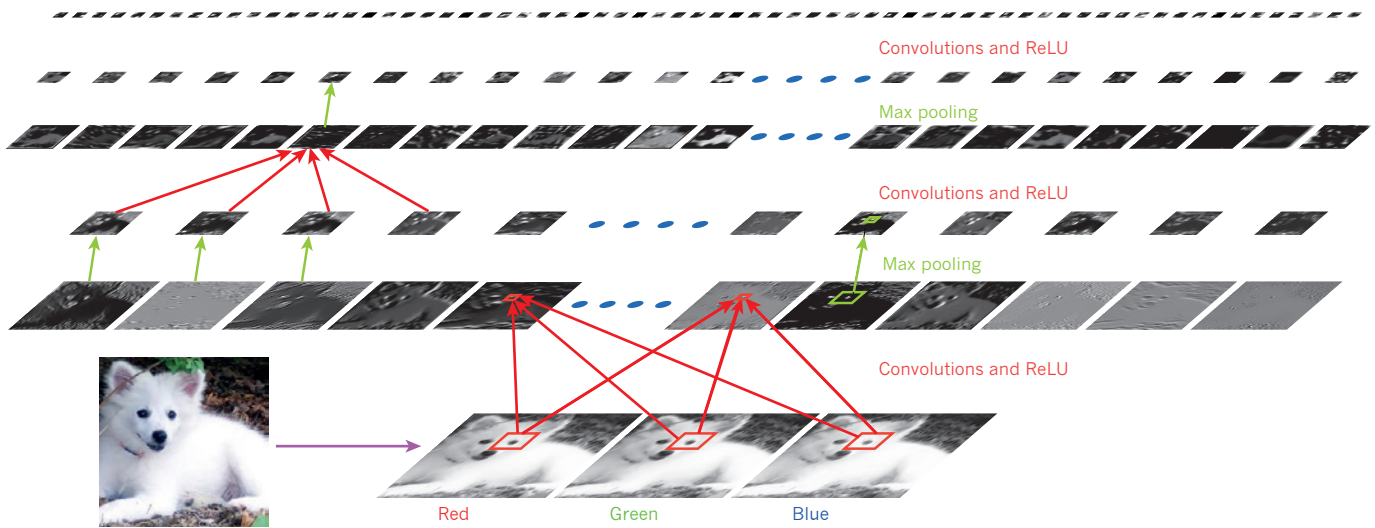 Convolutions and ReLU
Max pooling
Convolutions and ReLU
Max pooling
Convolutions and ReLU
Red Green Blue